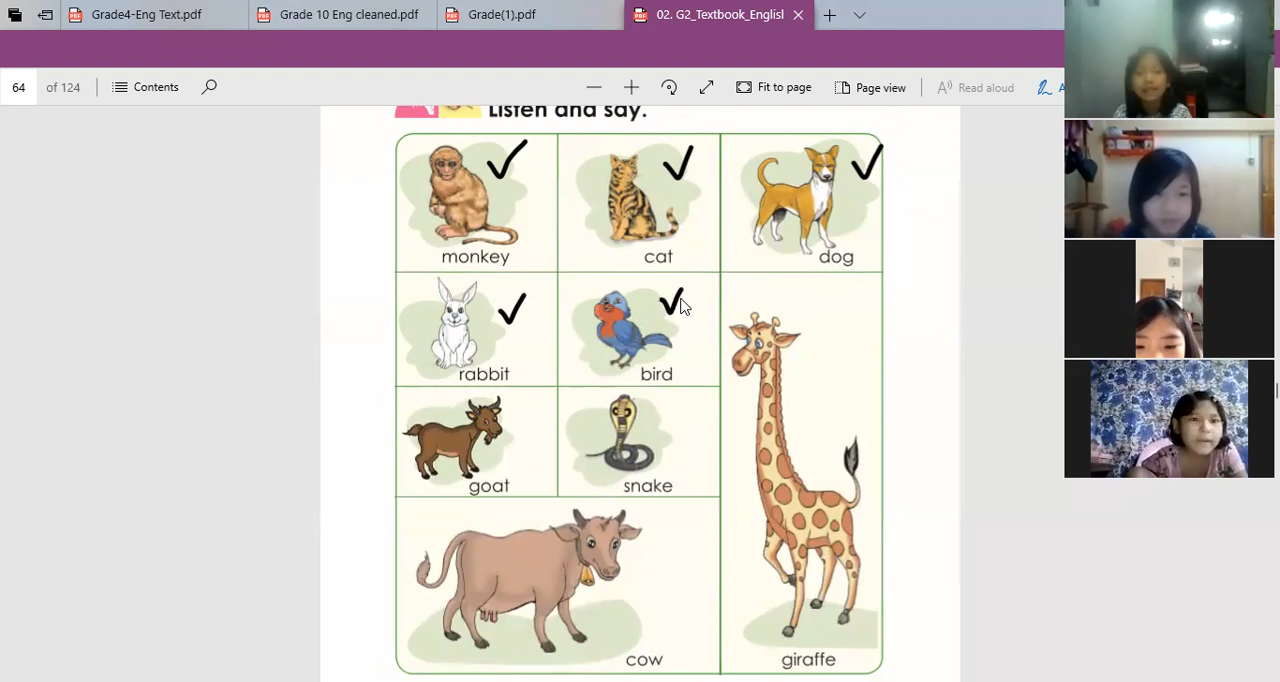 Grade4-Eng Text.pdf Grade 10 Eng cleaned.pdf Grade(1).pdf 02. G2_Textbook_Englisl
64 of 124 Contents Fit to page Page view Read aloud
Listen and say.
monkey cat dog
rabbit bird
goat snake
cow giraffe